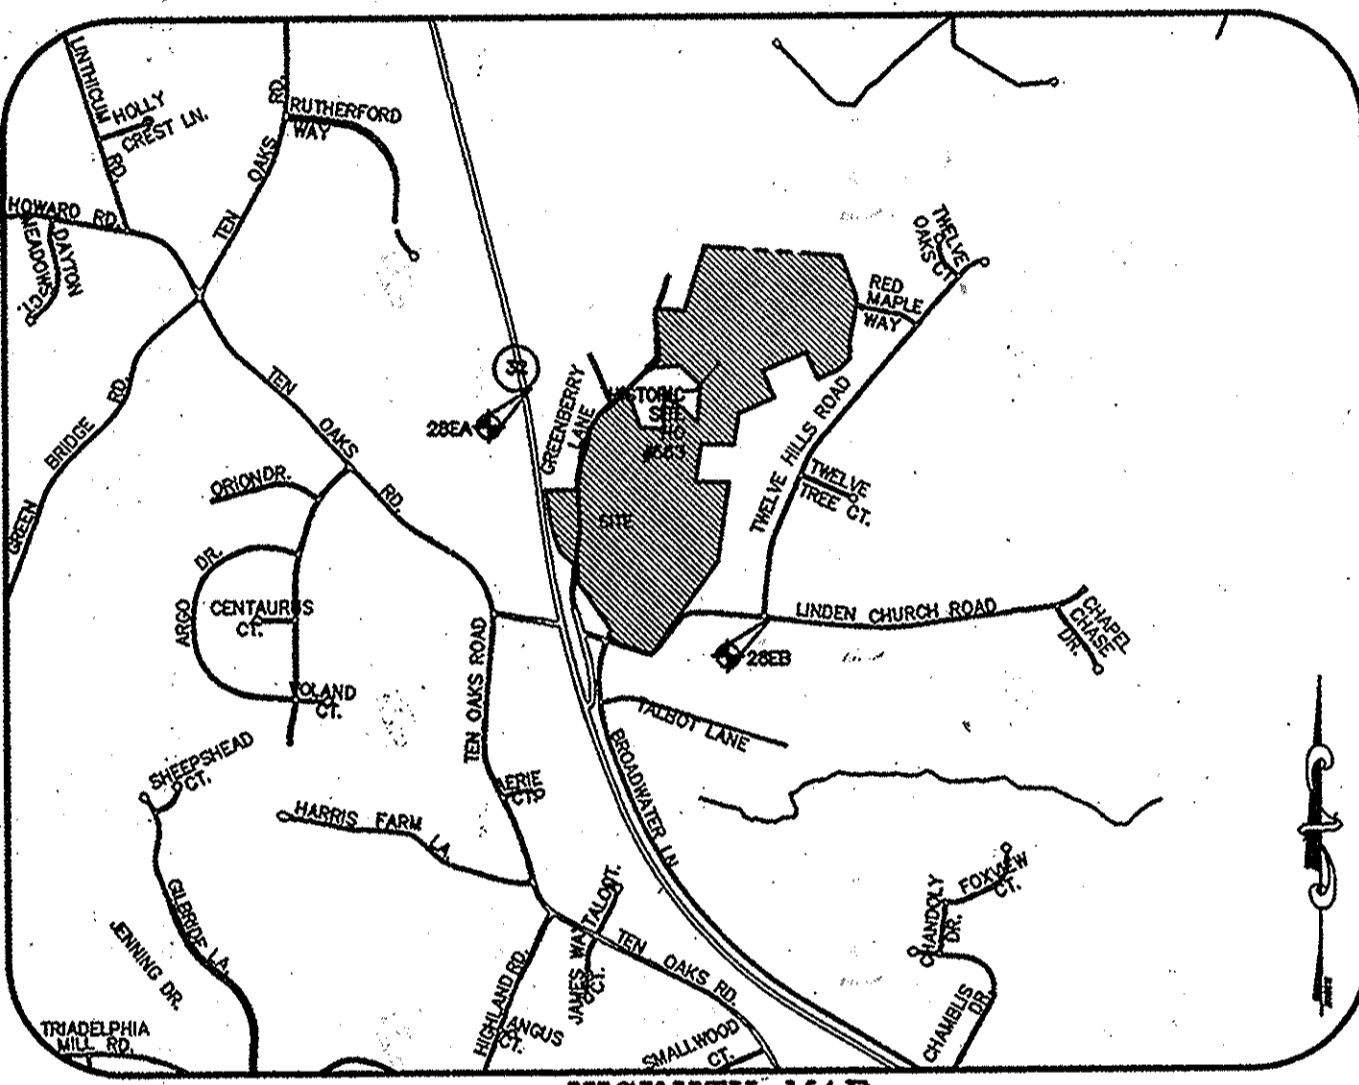 LINTHICUM
RD.
HOLLY
CREST LN.
RD.
RUTHERFORD
WAY
TEN OAKS
HOWARD RD.
DAYTON
MEADOWS CT.
TWELVE
OAKS CT.
RED
MAPLE
WAY
28EA
GREENBERRY
LANE
HISTORIC
SITE
HO
TEN
OAKS
RD.
GREEN
BRIDGE
RD.
ORION DR.
TWELVE HILLS ROAD
TWELVE
TREE CT.
SITE
DR.
ARGO
CENTAURUS
CT.
LINDEN CHURCH ROAD
CHAPEL
CHASE
DR.
28EB
TEN OAKS ROAD
CT.
TALBOT LANE
SHEEPSHEAD
CT.
AERIE
CT.
BROADWATER LN
HARRIS FARM
LA.
FOXVIEW
CT.
CHANDOLY
DR.
GILBRIDE LA.
JENNING DR.
TEN
OAKS RD.
HIGHLAND RD.
JAMES WAY
CT.
ANGUS
CT.
SMALLWOOD
CT.
CHAMBLIS
DR.
TRIADELPHIA
MILL RD.